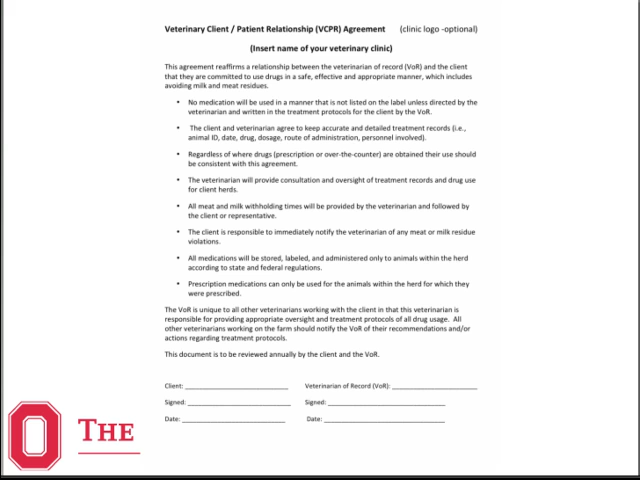 Veterinary Client / Patient Relationship (VCPR) Agreement (clinic logo -optional)
(Insert name of your veterinary clinic)
This agreement reaffirms a relationship between the veterinarian of record (VoR) and the client
that they are committed to use drugs in a safe, effective and appropriate manner, which includes
avoiding milk and meat residues.
• No medication will be used in a manner that is not listed on the label unless directed by the
veterinarian and written in the treatment protocols for the client by the VoR.
• The client and veterinarian agree to keep accurate and detailed treatment records (i.e.,
animal ID, date, drug, dosage, route of administration, personnel involved).
• Regardless of where drugs (prescription or over-the-counter) are obtained their use should
be consistent with this agreement.
• The veterinarian will provide consultation and oversight of treatment records and drug use
for client herds.
• All meat and milk withholding times will be provided by the veterinarian and followed by
the client or representative.
• The client is responsible to immediately notify the veterinarian of any meat or milk residue
violations.
• All medications will be stored, labeled, and administered only to animals within the herd
according to state and federal regulations.
• Prescription medications can only be used for the animals within the herd for which they
were prescribed.
The VoR is unique to all other veterinarians working with the client in that this veterinarian is
responsible for providing appropriate oversight and treatment protocols of all drug usage. All
other veterinarians working on the farm should notify the VoR of their recommendations and/or
actions regarding treatment protocols.
This document is to be reviewed annually by the client and the VoR.
Client: ____________ Veterinarian of Record (VoR): ____________
Signed: ____________ Signed: ____________
Date: ____________ Date: ____________
THE